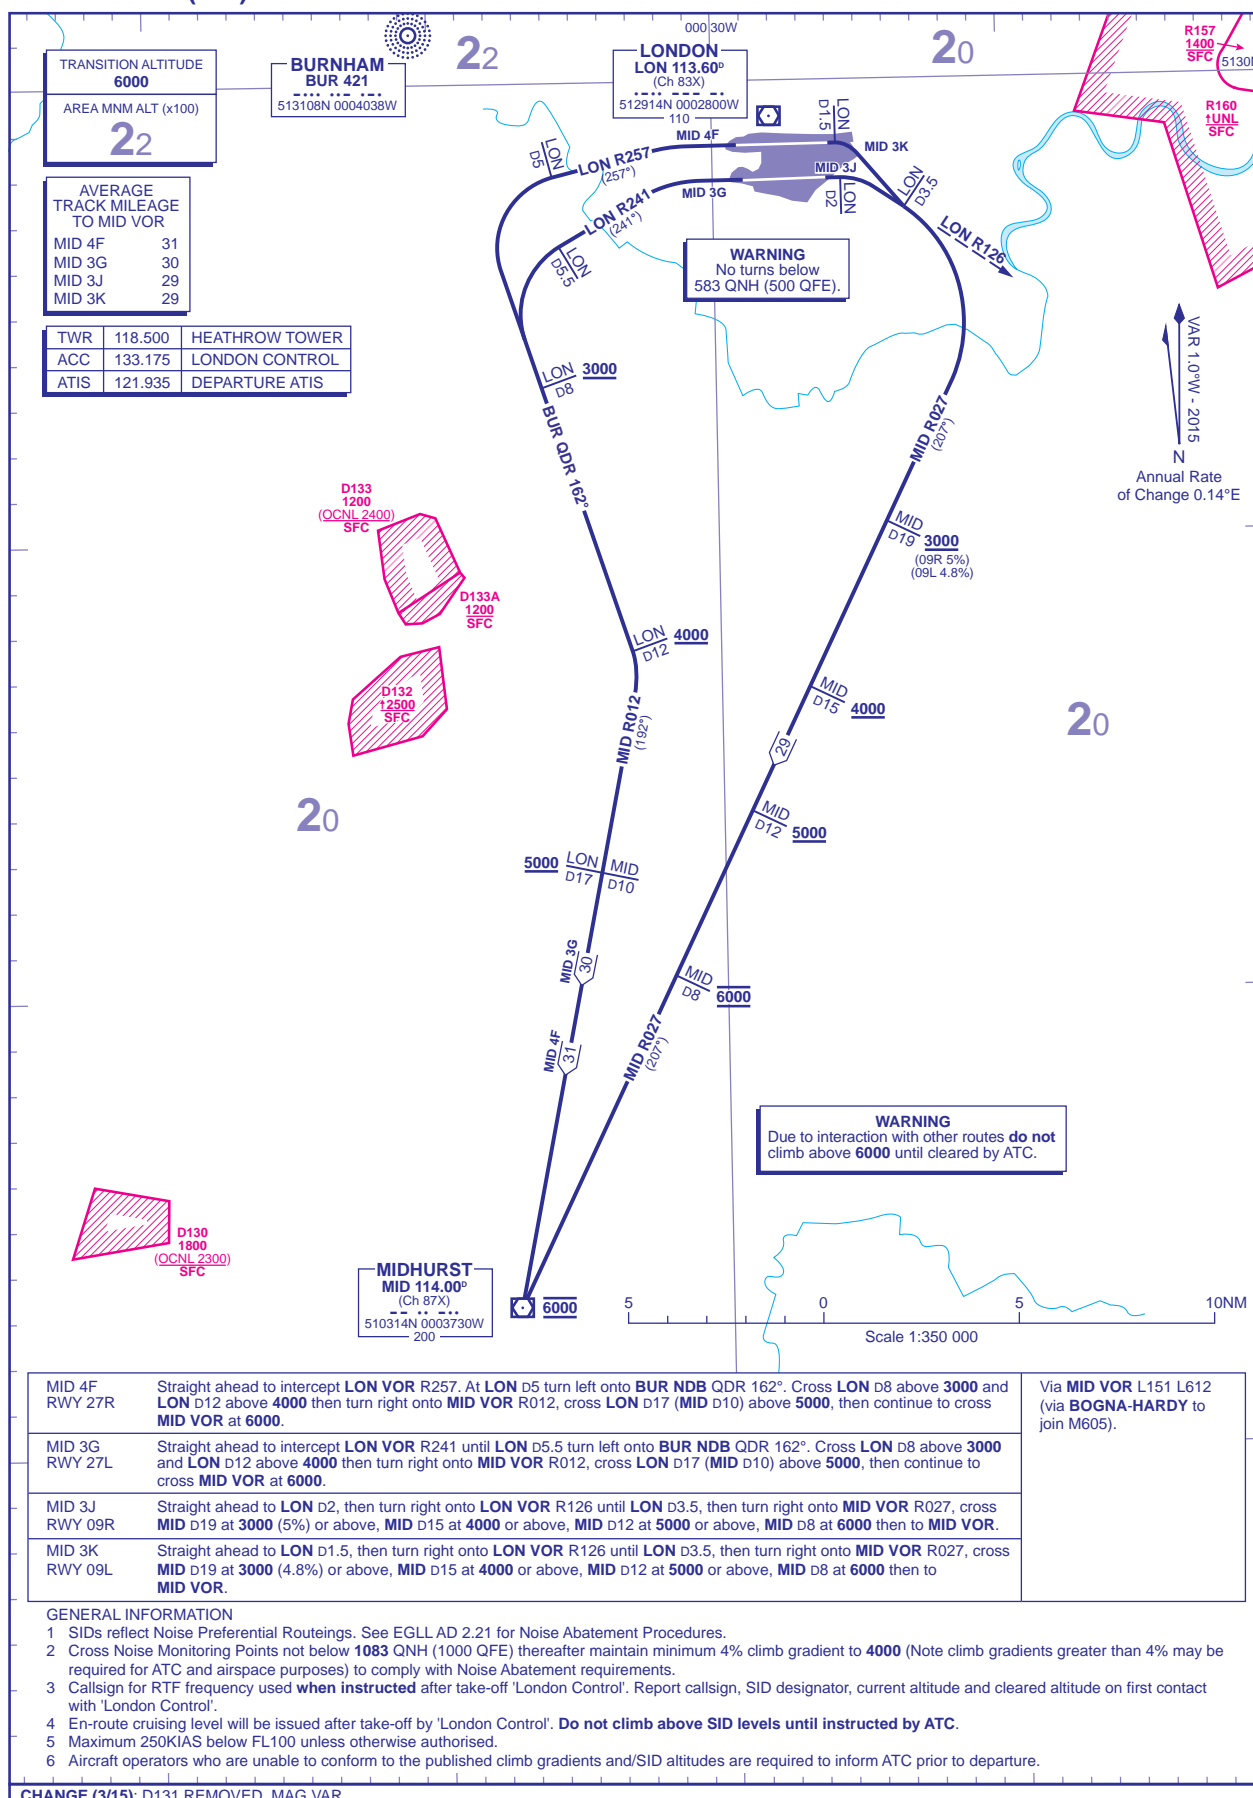 000 30W
22
20
TRANSITION ALTITUDE
6000
AREA MNM ALT (x100)
22
BURNHAM
BUR 421
513108N 0004038W
LONDON
LON 113.60ᴰ
(Ch 83X)
512914N 0002800W
110
R157
1400
SFC
5130N
R160
↑UNL
SFC
AVERAGE
TRACK MILEAGE
TO MID VOR
MID 4F 31
MID 3G 30
MID 3J 29
MID 3K 29
TWR 118.500 HEATHROW TOWER
ACC 133.175 LONDON CONTROL
ATIS 121.935 DEPARTURE ATIS
MID 4F
LON
D1.5
MID 3K
LON
D5
LON R257
(257°)
MID 3J
MID 3G
LON
D2
LON
D3.5
LON R241
(241°)
LON
D5.5
LON R126
WARNING
No turns below
583 QNH (500 QFE).
VAR 1.0°W - 2015
N
Annual Rate
of Change 0.14°E
LON
D8
3000
BUR QDR 162°
MID R027
(207°)
D133
1200
(OCNL 2400)
SFC
D133A
1200
SFC
MID
D19
3000
(09R 5%)
(09L 4.8%)
LON
D12
4000
D132
↑2500
SFC
MID
D15
4000
MID R012
(192°)
29
20
20
MID
D12
5000
5000
LON
D17
MID
D10
MID 3G
30
MID
D8
6000
MID 4F
31
MID R027
(207°)
WARNING
Due to interaction with other routes do not
climb above 6000 until cleared by ATC.
D130
1800
(OCNL 2300)
SFC
MIDHURST
MID 114.00ᴰ
(Ch 87X)
510314N 0003730W
200
6000
5 0 5 10NM
Scale 1:350 000
MID 4F
RWY 27R
Straight ahead to intercept LON VOR R257. At LON D5 turn left onto BUR NDB QDR 162°. Cross LON D8 above 3000 and
LON D12 above 4000 then turn right onto MID VOR R012, cross LON D17 (MID D10) above 5000, then continue to cross
MID VOR at 6000.
Via MID VOR L151 L612
(via BOGNA-HARDY to
join M605).
MID 3G
RWY 27L
Straight ahead to intercept LON VOR R241 until LON D5.5 turn left onto BUR NDB QDR 162°. Cross LON D8 above 3000
and LON D12 above 4000 then turn right onto MID VOR R012, cross LON D17 (MID D10) above 5000, then continue to
cross MID VOR at 6000.
MID 3J
RWY 09R
Straight ahead to LON D2, then turn right onto LON VOR R126 until LON D3.5, then turn right onto MID VOR R027, cross
MID D19 at 3000 (5%) or above, MID D15 at 4000 or above, MID D12 at 5000 or above, MID D8 at 6000 then to MID VOR.
MID 3K
RWY 09L
Straight ahead to LON D1.5, then turn right onto LON VOR R126 until LON D3.5, then turn right onto MID VOR R027, cross
MID D19 at 3000 (4.8%) or above, MID D15 at 4000 or above, MID D12 at 5000 or above, MID D8 at 6000 then to
MID VOR.
GENERAL INFORMATION
1 SIDs reflect Noise Preferential Routeings. See EGLL AD 2.21 for Noise Abatement Procedures.
2 Cross Noise Monitoring Points not below 1083 QNH (1000 QFE) thereafter maintain minimum 4% climb gradient to 4000 (Note climb gradients greater than 4% may be
required for ATC and airspace purposes) to comply with Noise Abatement requirements.
3 Callsign for RTF frequency used when instructed after take-off 'London Control'. Report callsign, SID designator, current altitude and cleared altitude on first contact
with 'London Control'.
4 En-route cruising level will be issued after take-off by 'London Control'. Do not climb above SID levels until instructed by ATC.
5 Maximum 250KIAS below FL100 unless otherwise authorised.
6 Aircraft operators who are unable to conform to the published climb gradients and/SID altitudes are required to inform ATC prior to departure.
CHANGE (3/15): D131 REMOVED. MAG VAR.